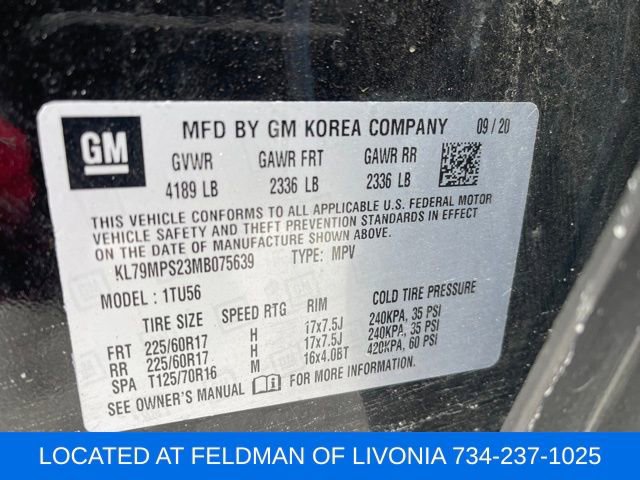 GM
MFD BY GM KOREA COMPANY 09/20
GVWR GAWR FRT GAWR RR
4189 LB 2336 LB 2336 LB
THIS VEHICLE CONFORMS TO ALL APPLICABLE U.S. FEDERAL MOTOR
VEHICLE SAFETY AND THEFT PREVENTION STANDARDS IN EFFECT
ON THE DATE OF MANUFACTURE SHOWN ABOVE.
KL79MPS23MB075639 TYPE: MPV
MODEL : 1TU56
TIRE SIZE SPEED RTG RIM COLD TIRE PRESSURE
FRT 225/60R17 H 17x7.5J 240KPA, 35 PSI
RR 225/60R17 H 17x7.5J 240KPA, 35 PSI
SPA T125/70R16 M 16x4.0BT 420KPA, 60 PSI
SEE OWNER'S MANUAL FOR MORE INFORMATION.
LOCATED AT FELDMAN OF LIVONIA 734-237-1025